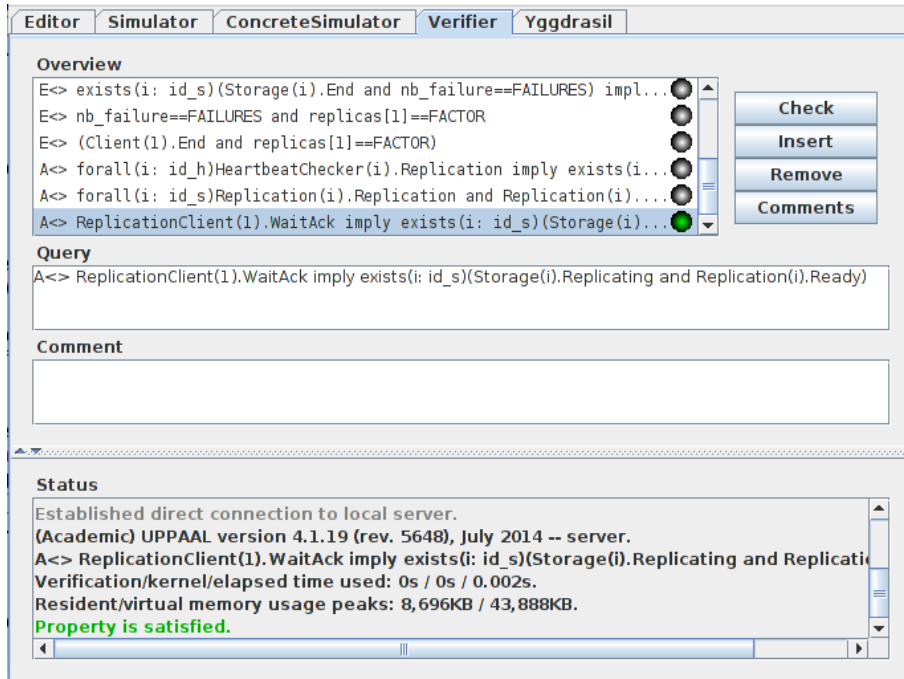 Editor Simulator ConcreteSimulator Verifier Yggdrasil
Overview
E<> exists(i: id_s)(Storage(i).End and nb_failure==FAILURES) impl...
E<> nb_failure==FAILURES and replicas[1]==FACTOR
E<> (Client(1).End and replicas[1]==FACTOR)
A<> forall(i: id_h)HeartbeatChecker(i).Replication imply exists(i...
A<> forall(i: id_s)Replication(i).Replication and Replication(i)....
A<> ReplicationClient(1).WaitAck imply exists(i: id_s)(Storage(i)...
Check
Insert
Remove
Comments
Query
A<> ReplicationClient(1).WaitAck imply exists(i: id_s)(Storage(i).Replicating and Replication(i).Ready)
Comment
Status
Established direct connection to local server.
(Academic) UPPAAL version 4.1.19 (rev. 5648), July 2014 -- server.
A<> ReplicationClient(1).WaitAck imply exists(i: id_s)(Storage(i).Replicating and Replicatio
Verification/kernel/elapsed time used: 0s / 0s / 0.002s.
Resident/virtual memory usage peaks: 8,696KB / 43,888KB.
Property is satisfied.